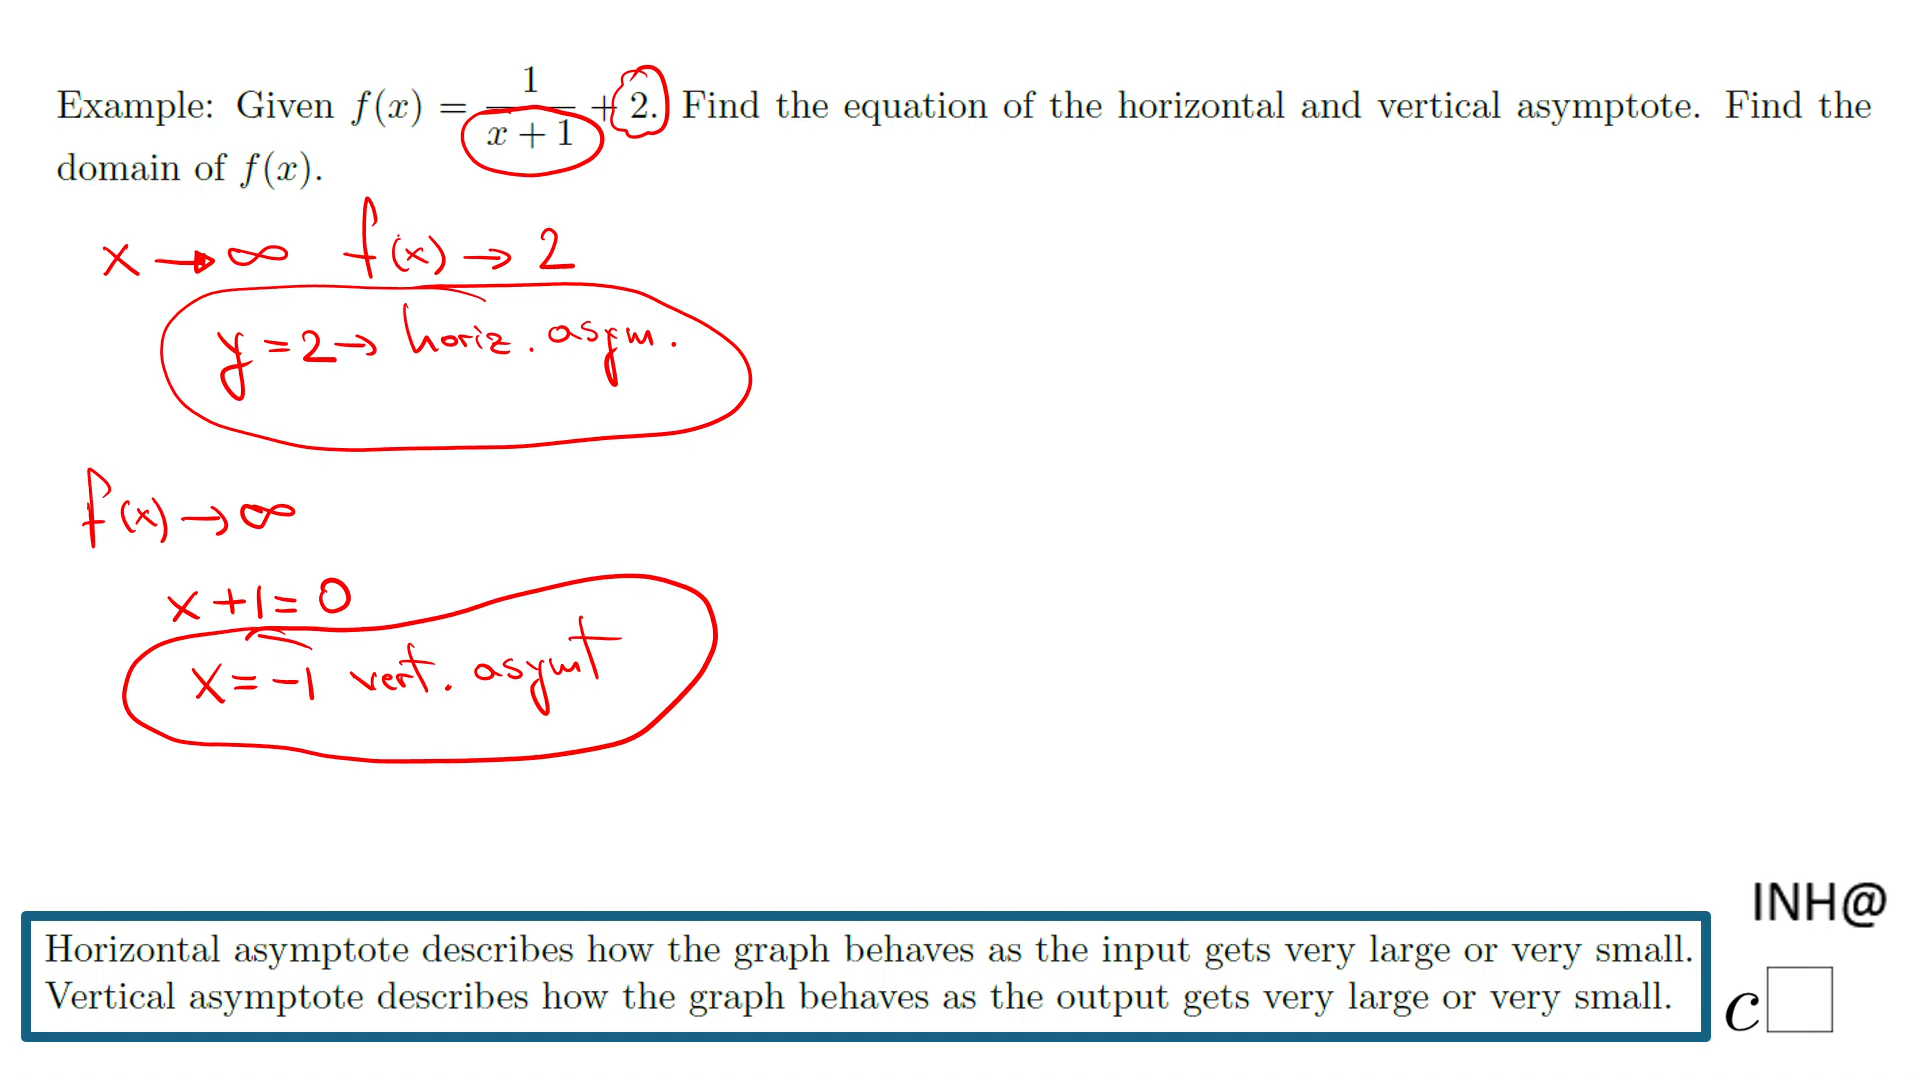 Example: Given f(x) = 1/(x + 1) + 2. Find the equation of the horizontal and vertical asymptote. Find the
domain of f(x).
x → ∞ f(x) → 2
y = 2 → horiz. asym.
f(x) → ∞
x + 1 = 0
x = -1 vert. asymt
INH@
Horizontal asymptote describes how the graph behaves as the input gets very large or very small.
Vertical asymptote describes how the graph behaves as the output gets very large or very small.
c□